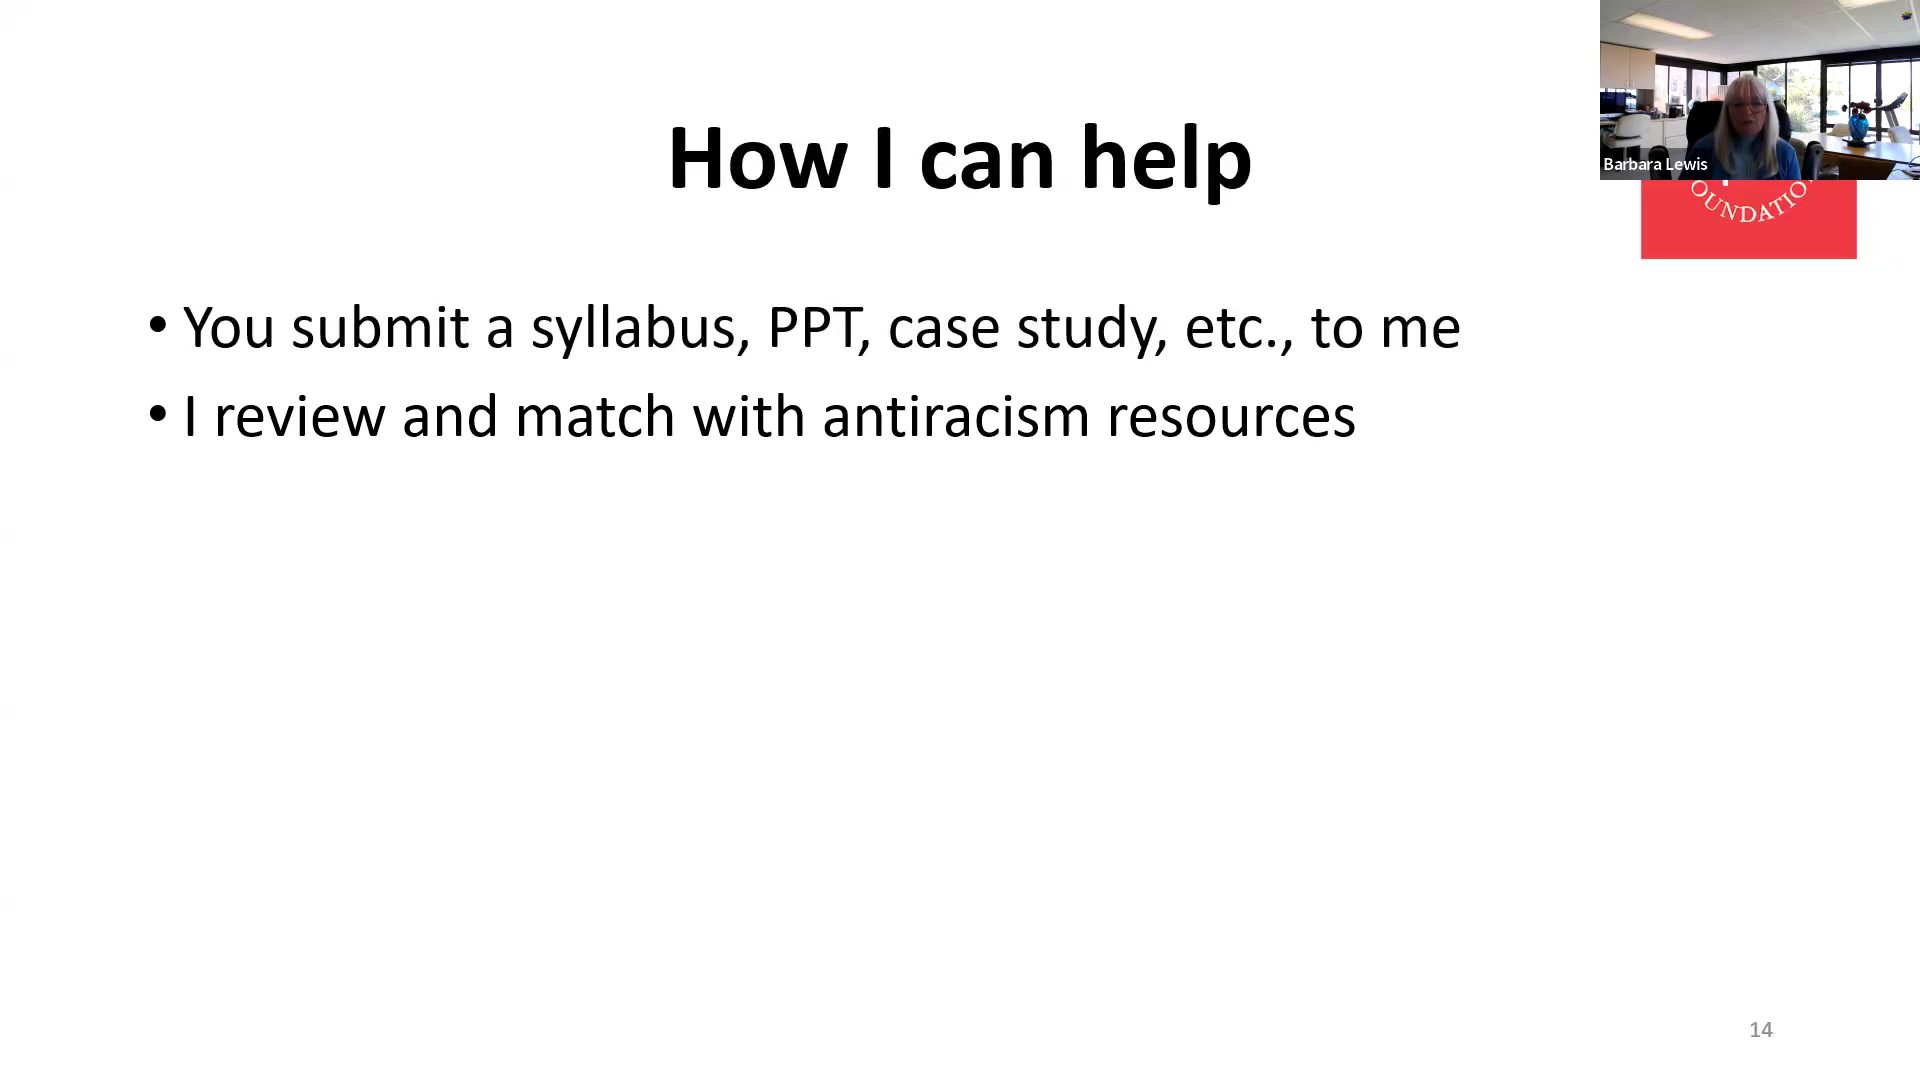 How I can help
Barbara Lewis
OUNDATIO
• You submit a syllabus, PPT, case study, etc., to me
• I review and match with antiracism resources
14